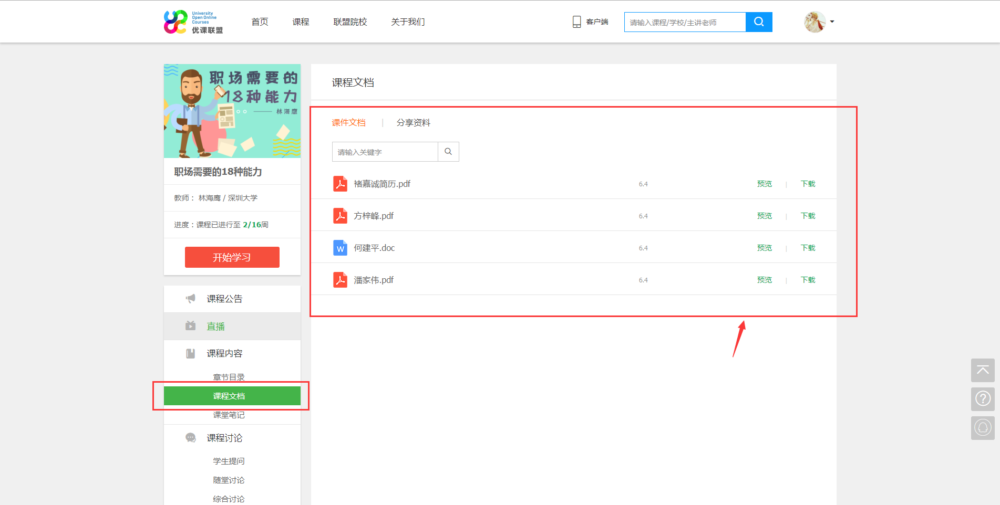 University
Open Online
Courses
优课联盟
首页 课程 联盟院校 关于我们
客户端
请输入课程/学校/主讲老师
职场需要的
18种能力
林海鹰
职场需要的18种能力
教师： 林海鹰 / 深圳大学
进度：课程已进行至 2/16周
开始学习
课程公告
直播
课程内容
章节目录
课程文档
课堂笔记
课程讨论
学生提问
随堂讨论
综合讨论
课程文档
课件文档 | 分享资料
请输入关键字
褚嘉诚简历.pdf 6.4 预览 | 下载
方梓峰.pdf 6.4 预览 | 下载
W 何建平.doc 6.4 预览 | 下载
潘家伟.pdf 6.4 预览 | 下载